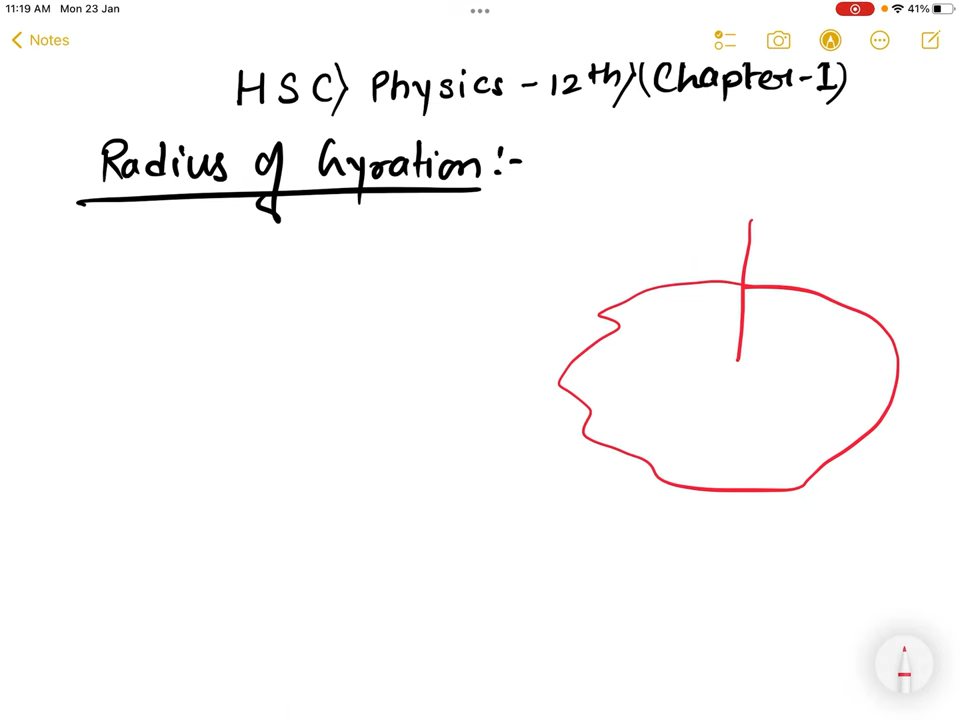 11:19 AM Mon 23 Jan
41%
Notes
HSC) Physics - 12th) (Chapter-I)
Radius of Gyration :-